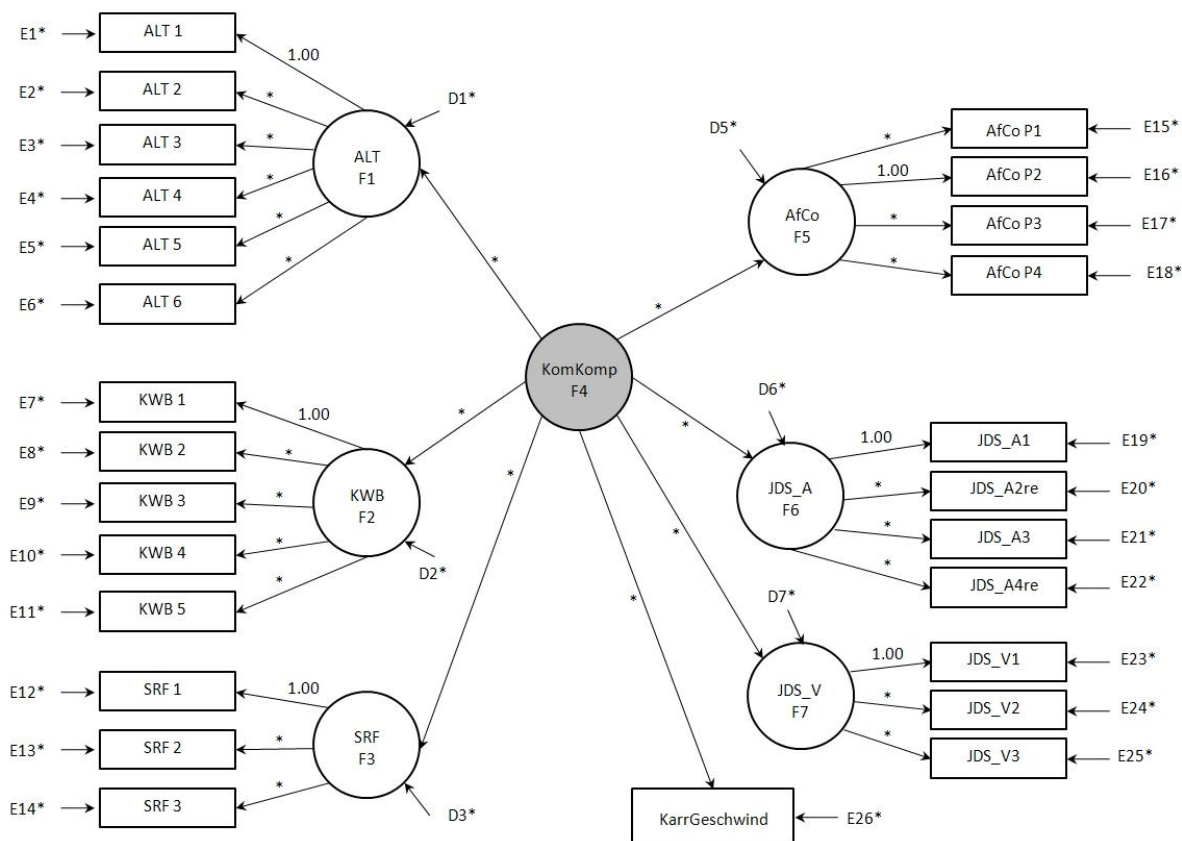 E1*
ALT 1
1.00
E2*
ALT 2
*
D1*
E3*
ALT 3
*
ALT
F1
E4*
ALT 4
*
E5*
ALT 5
*
E6*
ALT 6
*
*
D5*
*
AfCo P1
E15*
1.00
AfCo P2
E16*
AfCo
F5
*
AfCo P3
E17*
*
AfCo P4
E18*
*
KomKomp
F4
E7*
KWB 1
1.00
E8*
KWB 2
*
E9*
KWB 3
*
KWB
F2
E10*
KWB 4
*
D2*
E11*
KWB 5
*
*
*
D6*
*
1.00
JDS_A1
E19*
JDS_A
F6
*
JDS_A2re
E20*
*
JDS_A3
E21*
*
JDS_A4re
E22*
*
*
D7*
E12*
SRF 1
1.00
E13*
SRF 2
*
SRF
F3
E14*
SRF 3
*
D3*
1.00
JDS_V1
E23*
JDS_V
F7
*
JDS_V2
E24*
*
JDS_V3
E25*
KarrGeschwind
E26*